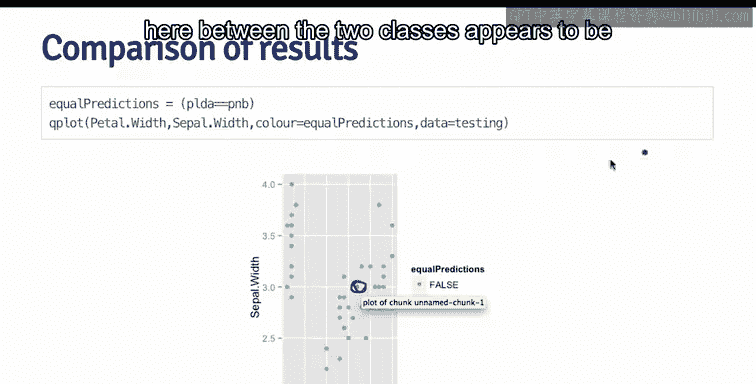 here between the two classes appears to be
Comparison of results
equalPredictions = (plda==pnb)
qplot(Petal.Width,Sepal.Width,colour=equalPredictions,data=testing)
4.0
3.5
3.0
2.5
Sepal.Width
equalPredictions
FALSE
plot of chunk unnamed-chunk-1